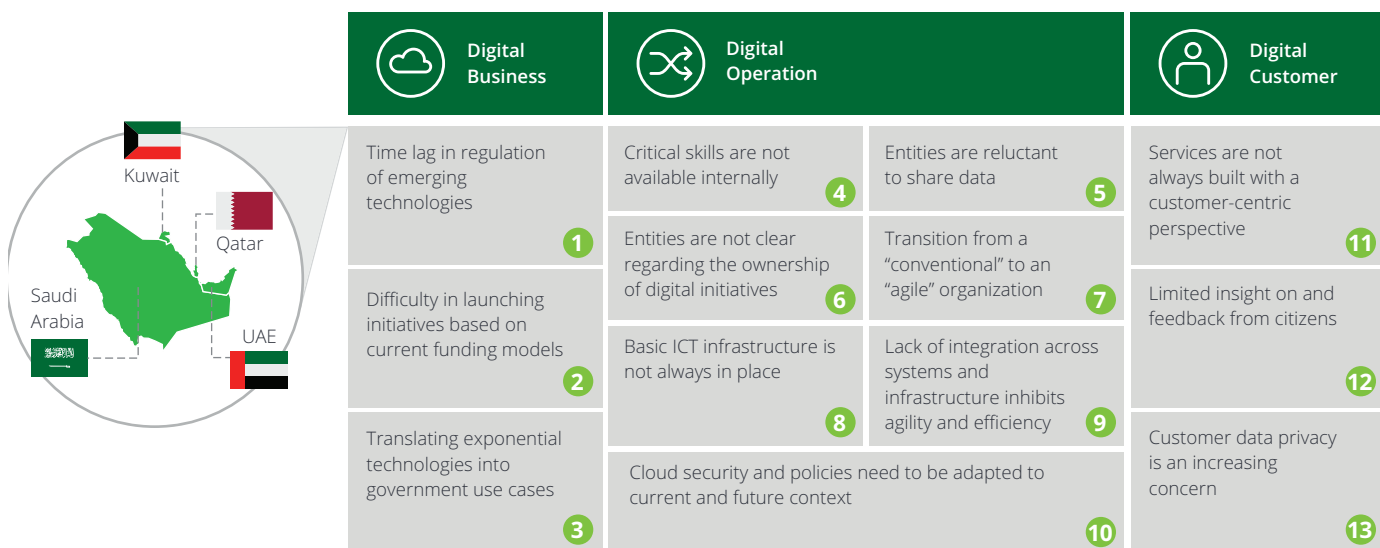 Digital
Business
Digital
Operation
Digital
Customer
Kuwait
Qatar
Saudi
Arabia
UAE
Time lag in regulation
of emerging
technologies
1
Difficulty in launching
initiatives based on
current funding models
2
Translating exponential
technologies into
government use cases
3
Critical skills are not
available internally
4
Entities are reluctant
to share data
5
Entities are not clear
regarding the ownership
of digital initiatives
6
Transition from a
“conventional” to an
“agile” organization
7
Basic ICT infrastructure is
not always in place
8
Lack of integration across
systems and
infrastructure inhibits
agility and efficiency
9
Cloud security and policies need to be adapted to
current and future context
10
Services are not
always built with a
customer-centric
perspective
11
Limited insight on and
feedback from citizens
12
Customer data privacy
is an increasing
concern
13